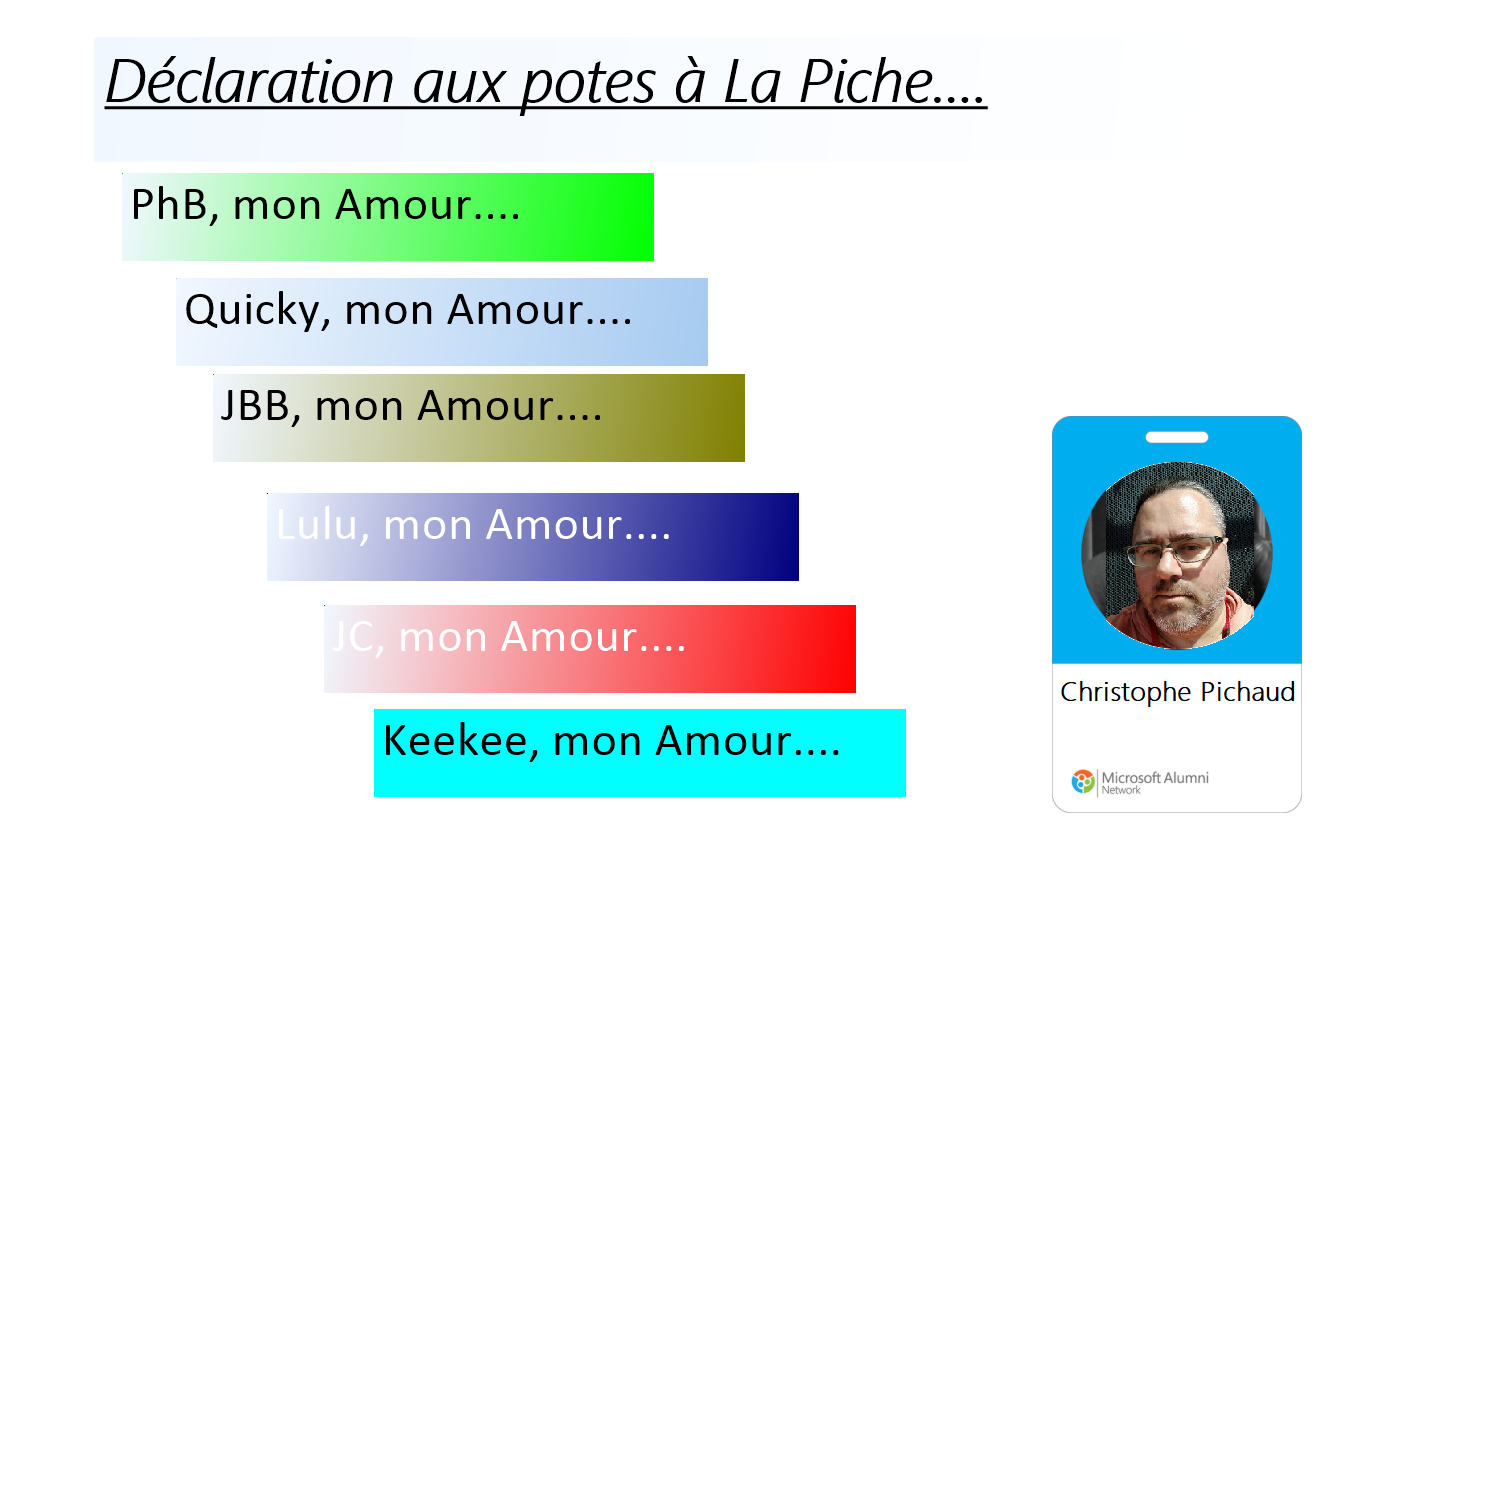 Déclaration aux potes à La Piche....
PhB, mon Amour....
Quicky, mon Amour....
JBB, mon Amour....
Lulu, mon Amour....
JC, mon Amour....
Keekee, mon Amour....
Christophe Pichaud
Microsoft Alumni
Network